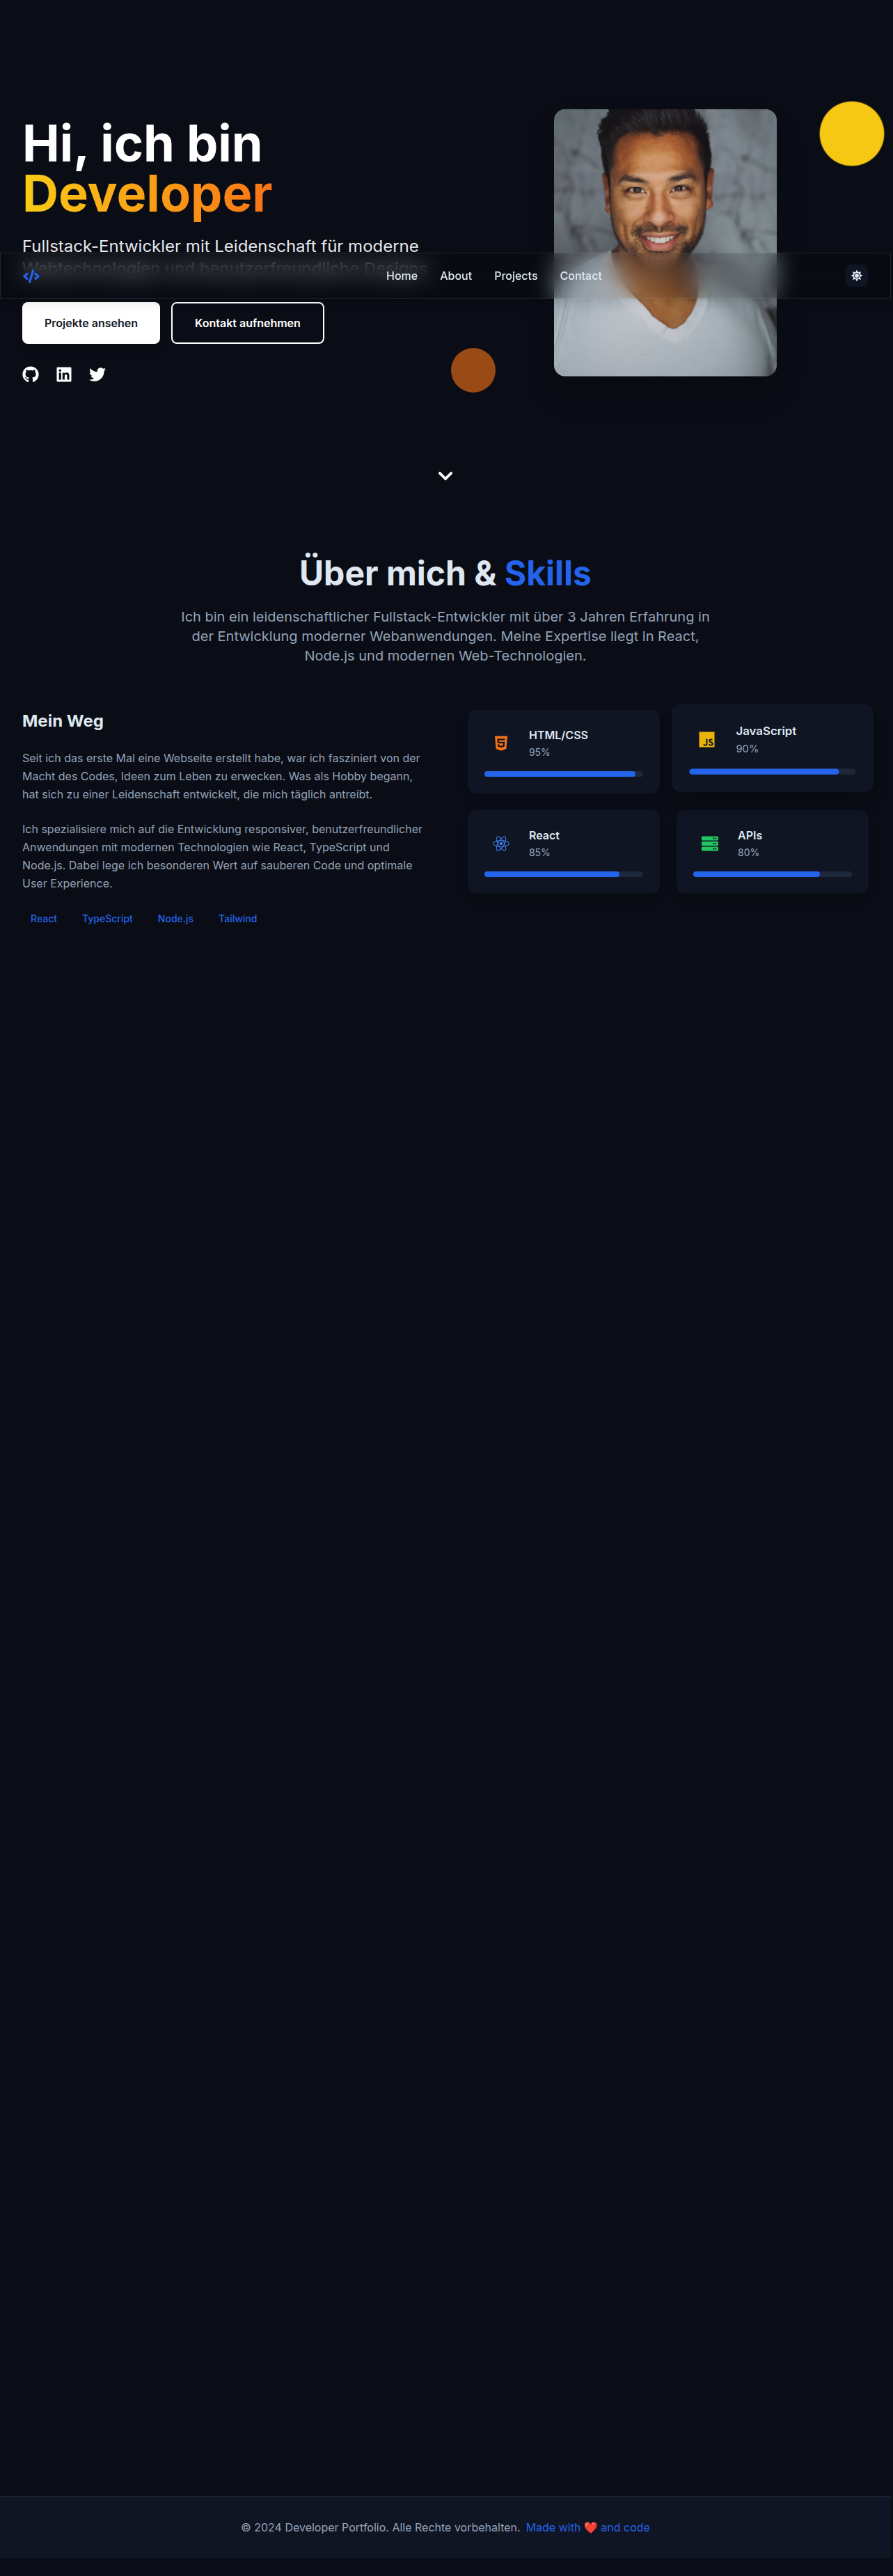 Hi, ich bin
Developer
Fullstack-Entwickler mit Leidenschaft für moderne
Webtechnologien und benutzerfreundliche Designs
Home About Projects Contact
Projekte ansehen Kontakt aufnehmen
Über mich & Skills
Ich bin ein leidenschaftlicher Fullstack-Entwickler mit über 3 Jahren Erfahrung in
der Entwicklung moderner Webanwendungen. Meine Expertise liegt in React,
Node.js und modernen Web-Technologien.
Mein Weg
Seit ich das erste Mal eine Webseite erstellt habe, war ich fasziniert von der
Macht des Codes, Ideen zum Leben zu erwecken. Was als Hobby begann,
hat sich zu einer Leidenschaft entwickelt, die mich täglich antreibt.
Ich spezialisiere mich auf die Entwicklung responsiver, benutzerfreundlicher
Anwendungen mit modernen Technologien wie React, TypeScript und
Node.js. Dabei lege ich besonderen Wert auf sauberen Code und optimale
User Experience.
React TypeScript Node.js Tailwind
HTML/CSS
95%
JS
JavaScript
90%
React
85%
APIs
80%
© 2024 Developer Portfolio. Alle Rechte vorbehalten. Made with ❤️ and code